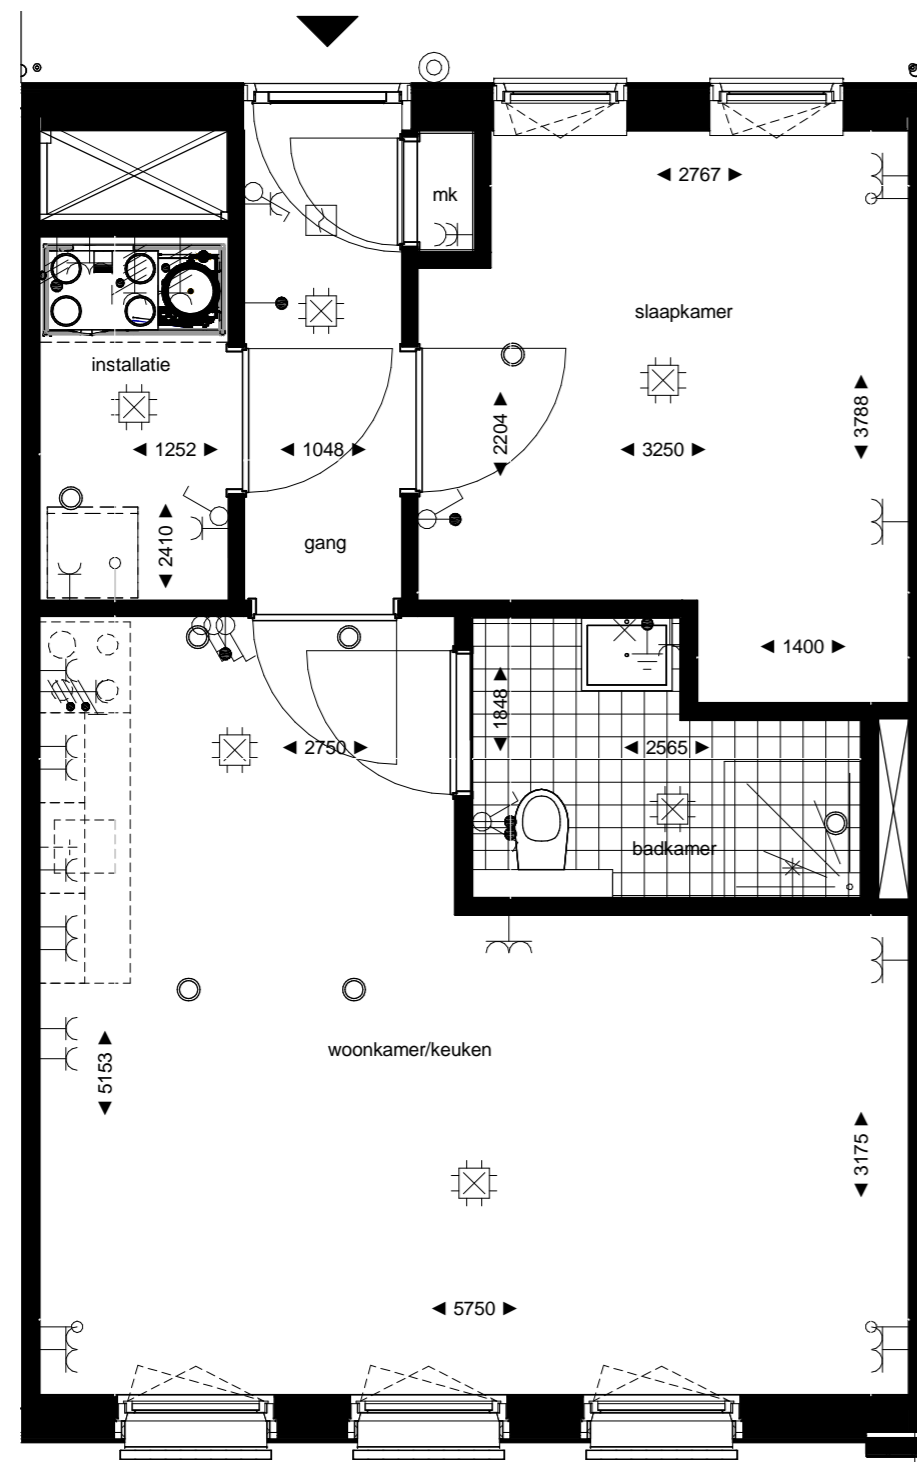 ◄ 2767 ►
mk
slaapkamer
installatie
◄ 1252 ►
◄ 1048 ►
◄ 2204 ►
◄ 3250 ►
◄ 3788 ►
◄ 2410 ►
gang
◄ 1400 ►
◄ 1848 ►
◄ 2750 ►
◄ 2565 ►
badkamer
woonkamer/keuken
◄ 5153 ►
◄ 3175 ►
◄ 5750 ►